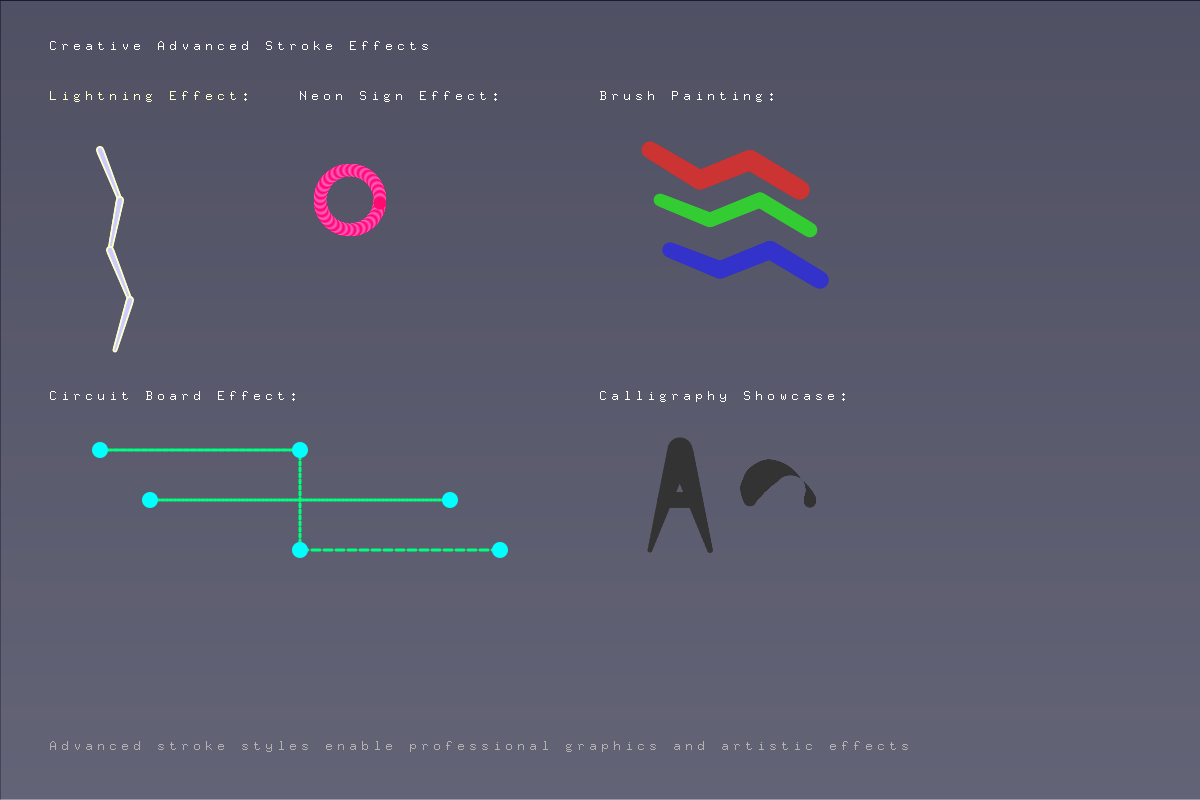 Creative Advanced Stroke Effects
Lightning Effect:
Neon Sign Effect:
Brush Painting:
Circuit Board Effect:
Calligraphy Showcase:
A
Advanced stroke styles enable professional graphics and artistic effects